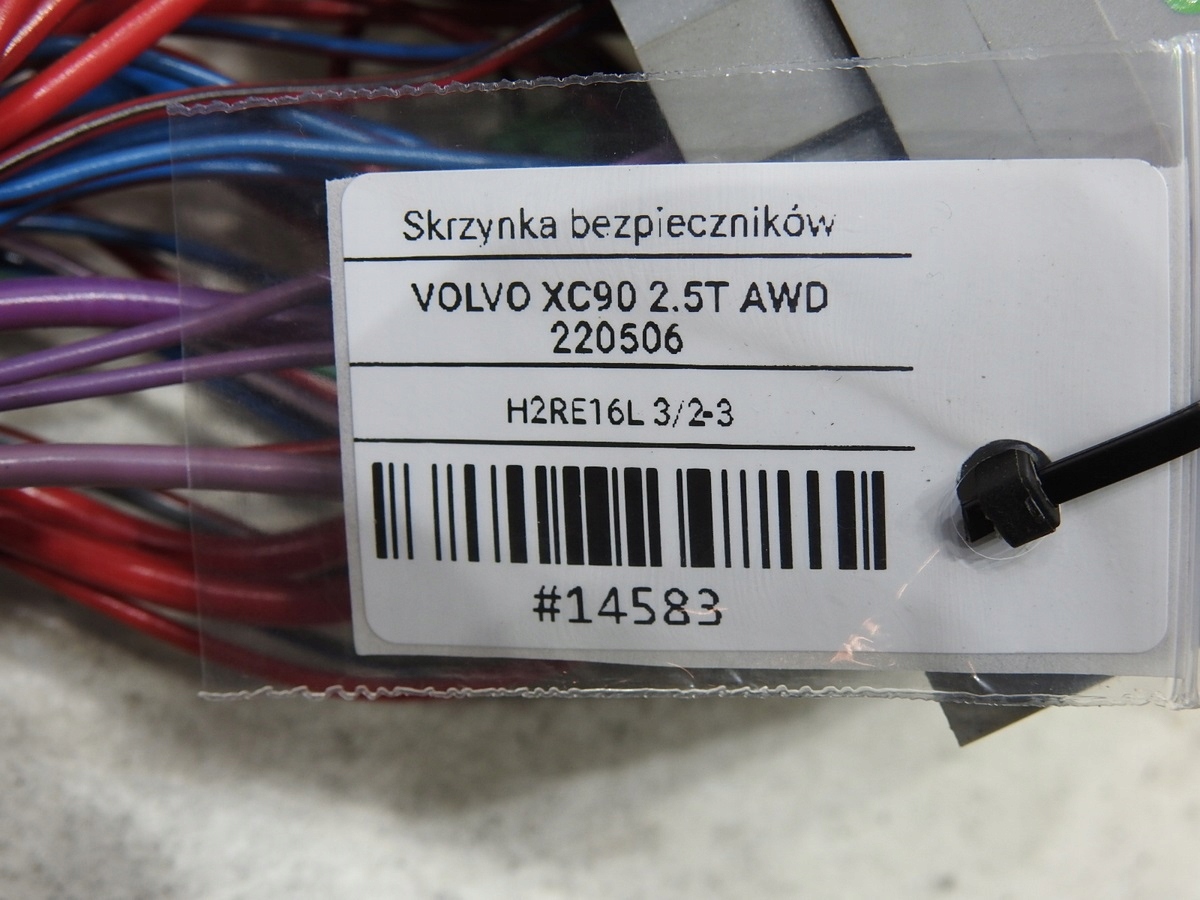 Skrzynka bezpieczników
VOLVO XC90 2.5T AWD
220506
H2RE16L 3/2-3
#14583